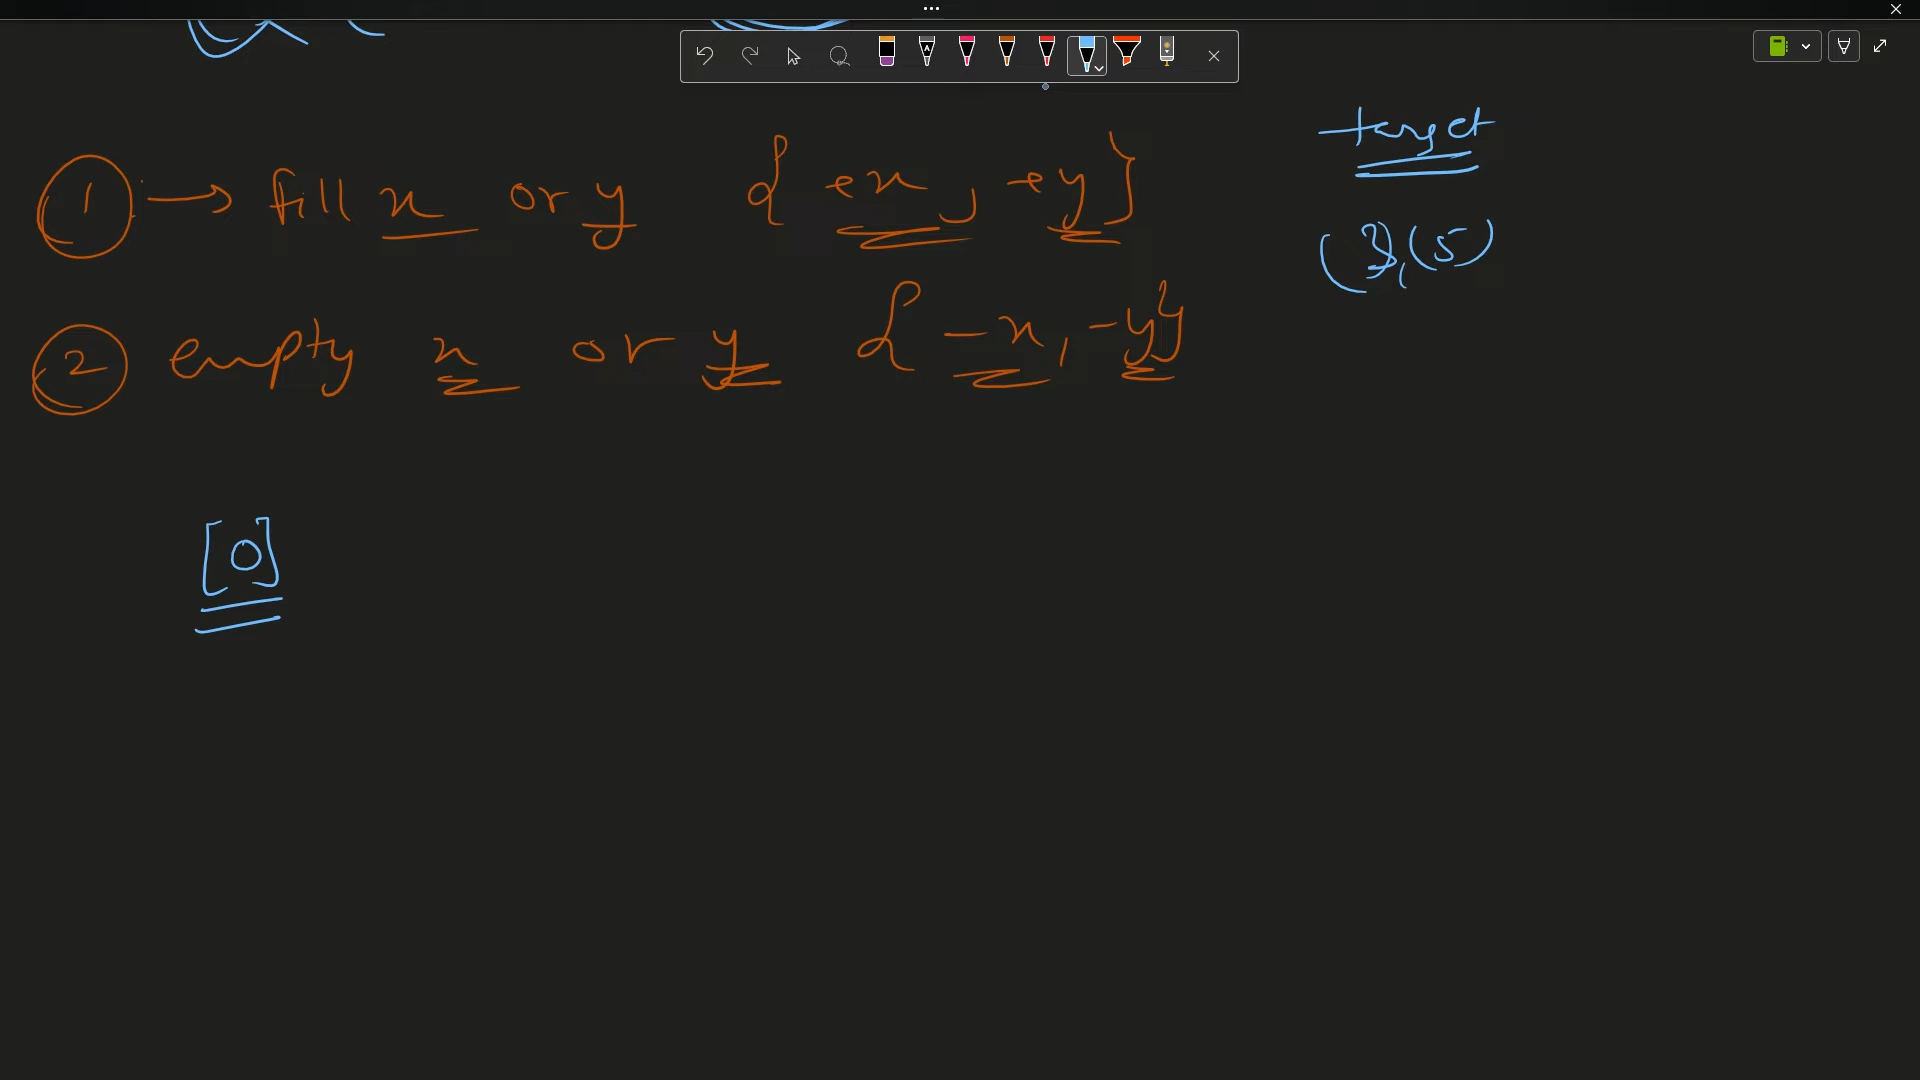 target
① → fill x or y {+x, +y}
(3), (5)
② empty x or y {-x, -y}
[0]